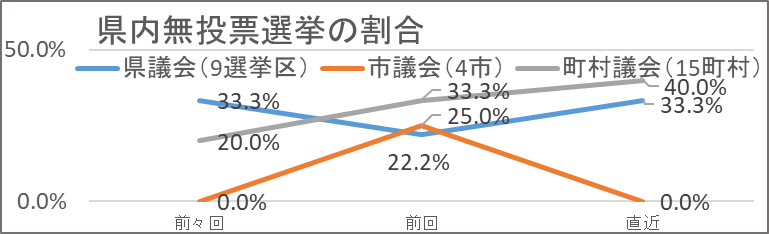 県内無投票選挙の割合
50.0%
県議会（9選挙区） 市議会（4市） 町村議会（15町村）
33.3% 33.3% 40.0%
20.0% 25.0% 33.3%
22.2%
0.0% 0.0% 0.0%
前々回 前回 直近